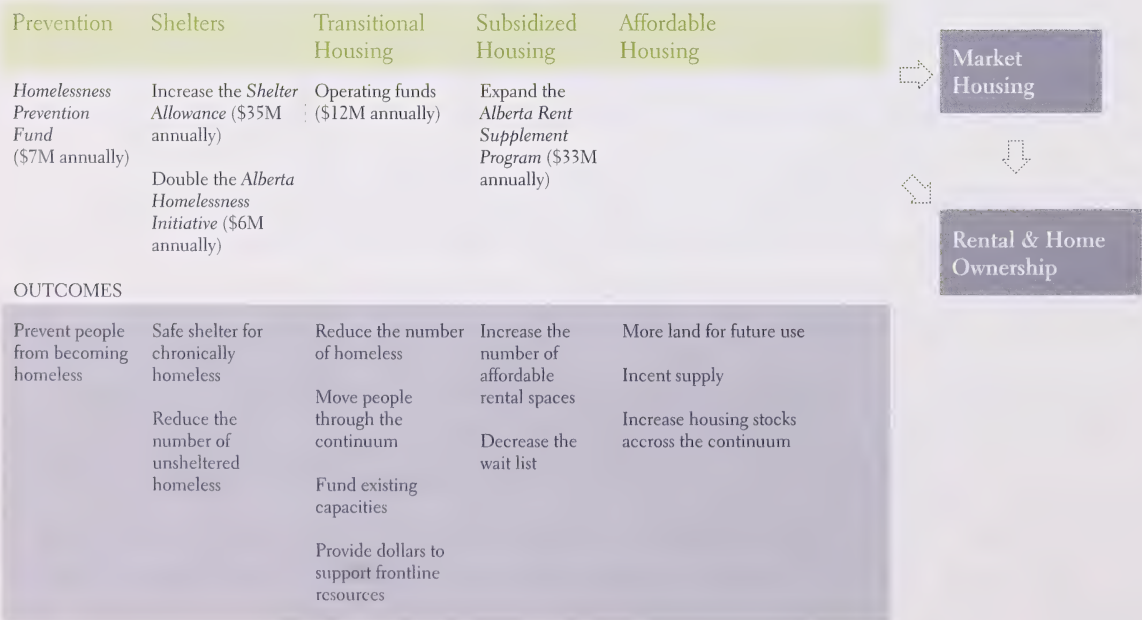 Prevention
Shelters
Transitional
Housing
Subsidized
Housing
Affordable
Housing
Homelessness
Prevention
Fund
($7M annually)
Increase the Shelter
Allowance ($35M
annually)
Double the Alberta
Homelessness
Initiative ($6M
annually)
Operating funds
($12M annually)
Expand the
Alberta Rent
Supplement
Program ($33M
annually)
Market
Housing
Rental & Home
Ownership
OUTCOMES
Prevent people
from becoming
homeless
Safe shelter for
chronically
homeless
Reduce the
number of
unsheltered
homeless
Reduce the number
of homeless
Move people
through the
continuum
Fund existing
capacities
Provide dollars to
support frontline
resources
Increase the
number of
affordable
rental spaces
Decrease the
wait list
More land for future use
Incent supply
Increase housing stocks
accross the continuum